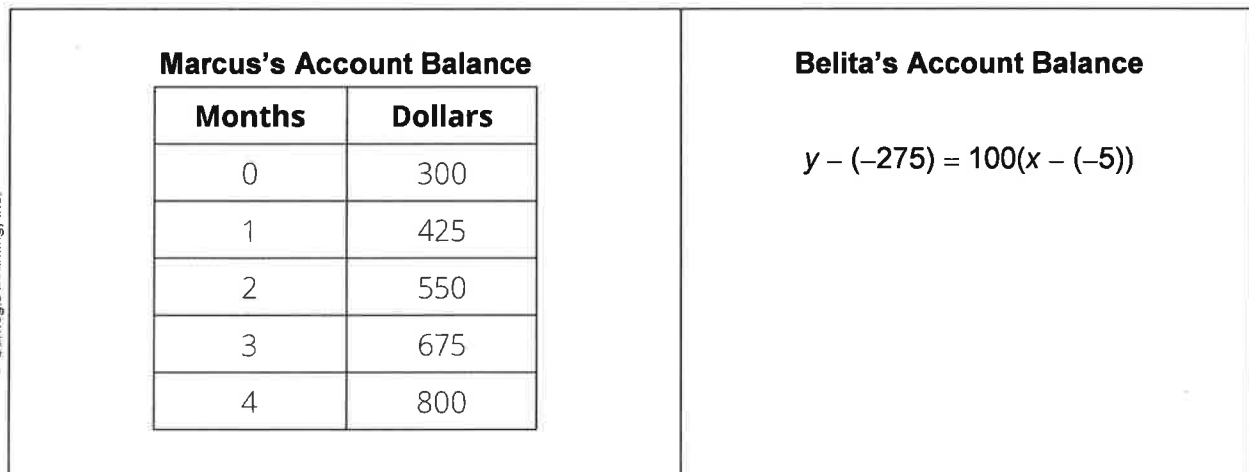 Marcus's Account Balance
Months Dollars
0 300
1 425
2 550
3 675
4 800
Belita's Account Balance
y – (–275) = 100(x – (–5))